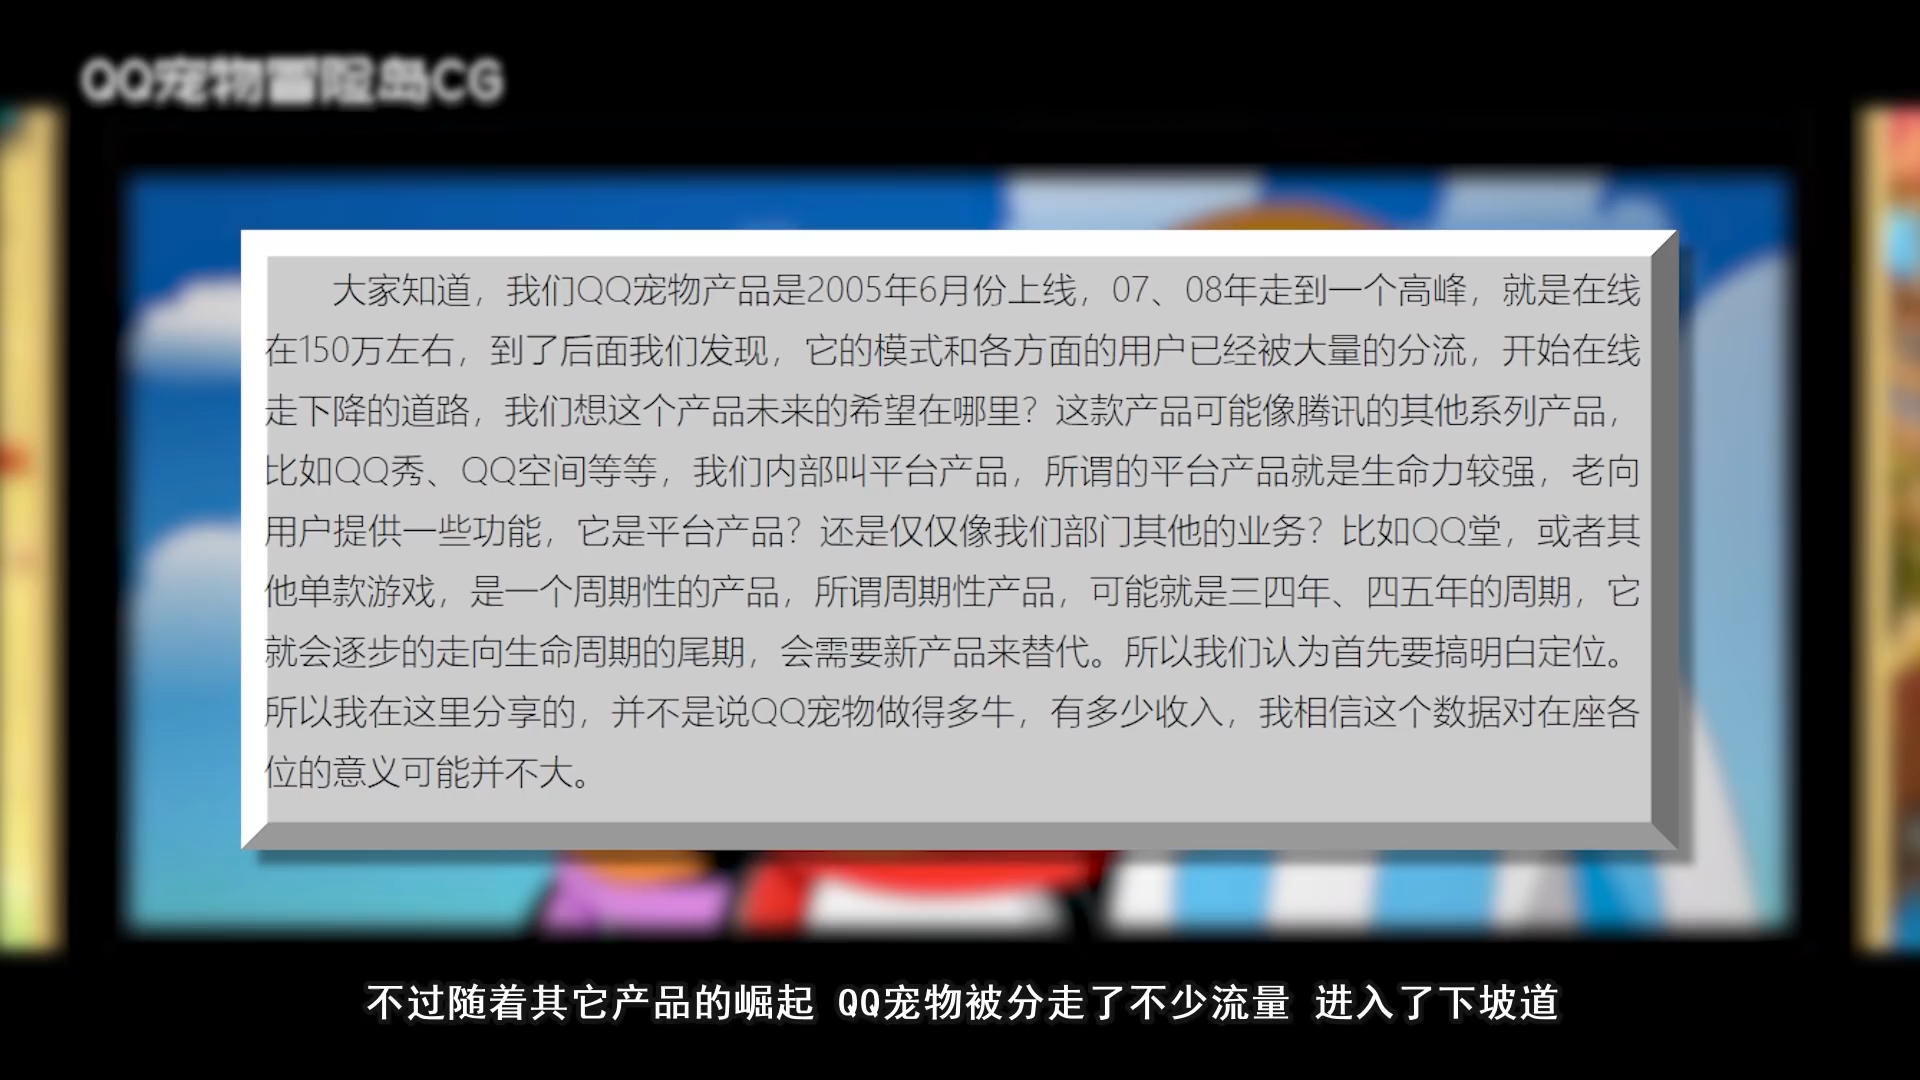 QQ宠物冒险岛CG
大家知道，我们QQ宠物产品是2005年6月份上线，07、08年走到一个高峰，就是在线
在150万左右，到了后面我们发现，它的模式和各方面的用户已经被大量的分流，开始在线
走下降的道路，我们想这个产品未来的希望在哪里？这款产品可能像腾讯的其他系列产品，
比如QQ秀、QQ空间等等，我们内部叫平台产品，所谓的平台产品就是生命力较强，老向
用户提供一些功能，它是平台产品？还是仅仅像我们部门其他的业务？比如QQ堂，或者其
他单款游戏，是一个周期性的产品，所谓周期性产品，可能就是三四年、四五年的周期，它
就会逐步的走向生命周期的尾期，会需要新产品来替代。所以我们认为首先要搞明白定位。
所以我在这里分享的，并不是说QQ宠物做得多牛，有多少收入，我相信这个数据对在座各
位的意义可能并不大。
不过随着其它产品的崛起 QQ宠物被分走了不少流量 进入了下坡道